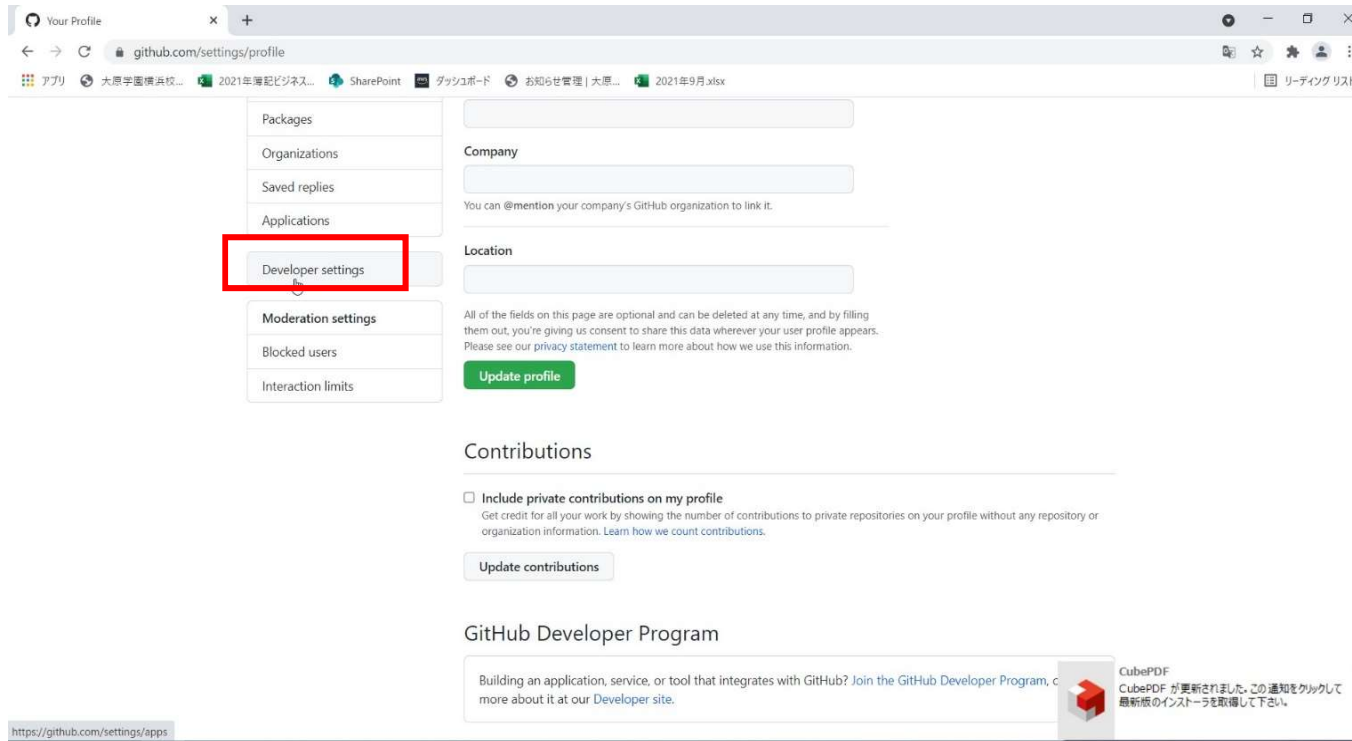 Your Profile
github.com/settings/profile
アプリ 大原学園横浜校... 2021年簿記ビジネス... SharePoint ダッシュボード お知らせ管理 | 大原... 2021年9月.xlsx リーディング リスト
Packages
Organizations
Saved replies
Applications
Developer settings
Moderation settings
Blocked users
Interaction limits
Company
You can @mention your company's GitHub organization to link it.
Location
All of the fields on this page are optional and can be deleted at any time, and by filling
them out, you're giving us consent to share this data wherever your user profile appears.
Please see our privacy statement to learn more about how we use this information.
Update profile
Contributions
Include private contributions on my profile
Get credit for all your work by showing the number of contributions to private repositories on your profile without any repository or
organization information. Learn how we count contributions.
Update contributions
GitHub Developer Program
Building an application, service, or tool that integrates with GitHub? Join the GitHub Developer Program,
more about it at our Developer site.
CubePDF
CubePDF が更新されました。この通知をクリックして
最新版のインストーラを取得して下さい。
https://github.com/settings/apps